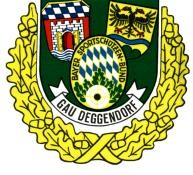 BAYER. SPORTSCHÜTZEN-BUND
GAU DEGGENDORF